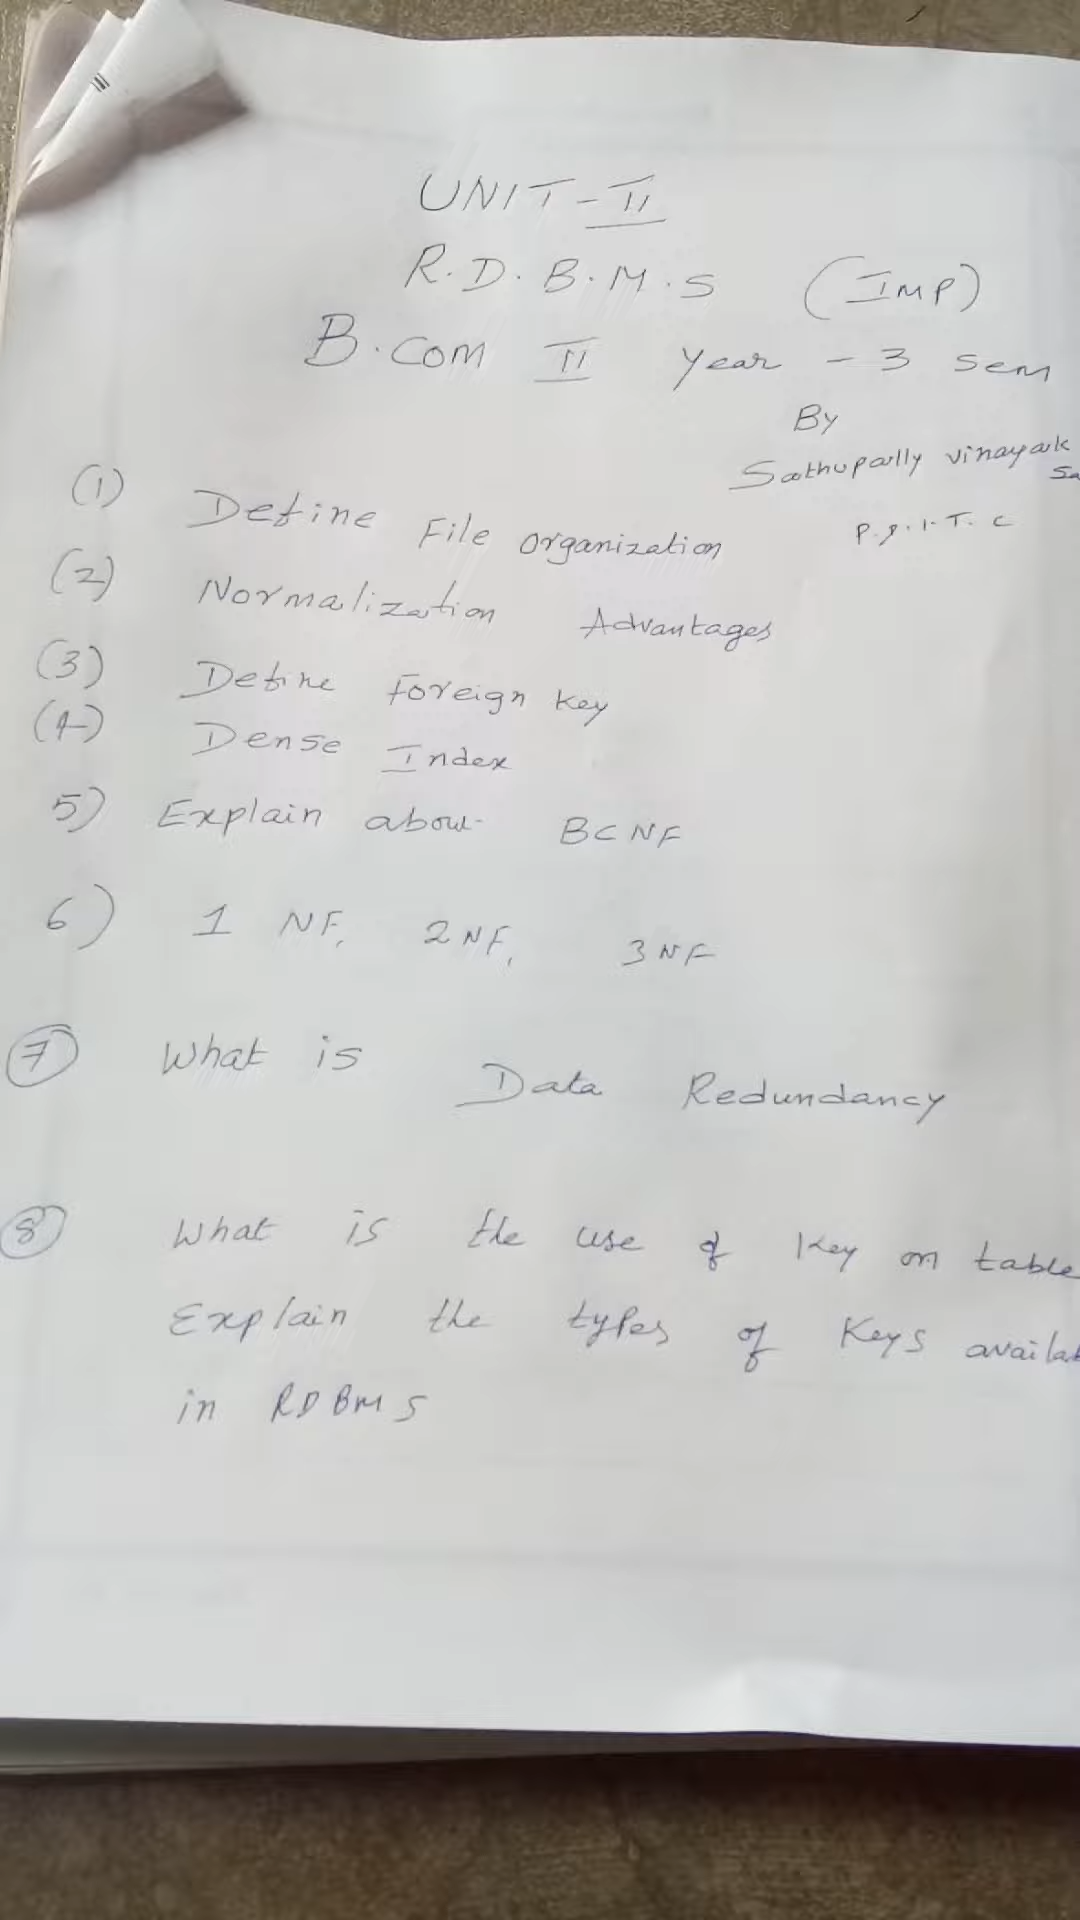 UNIT-II
R.D.B.M.S (IMP)
B.COM II Year - 3 Sem
By
Sathupally Vinayak
(1) Define File organization
(2) Normalization Advantages
(3) Define Foreign Key
(4) Dense Index
5) Explain about BCNF
6) 1 NF, 2NF, 3NF
(7) What is Data Redundancy
(8) What is the use of Key on table
Explain the types of Keys availab
in RDBMS